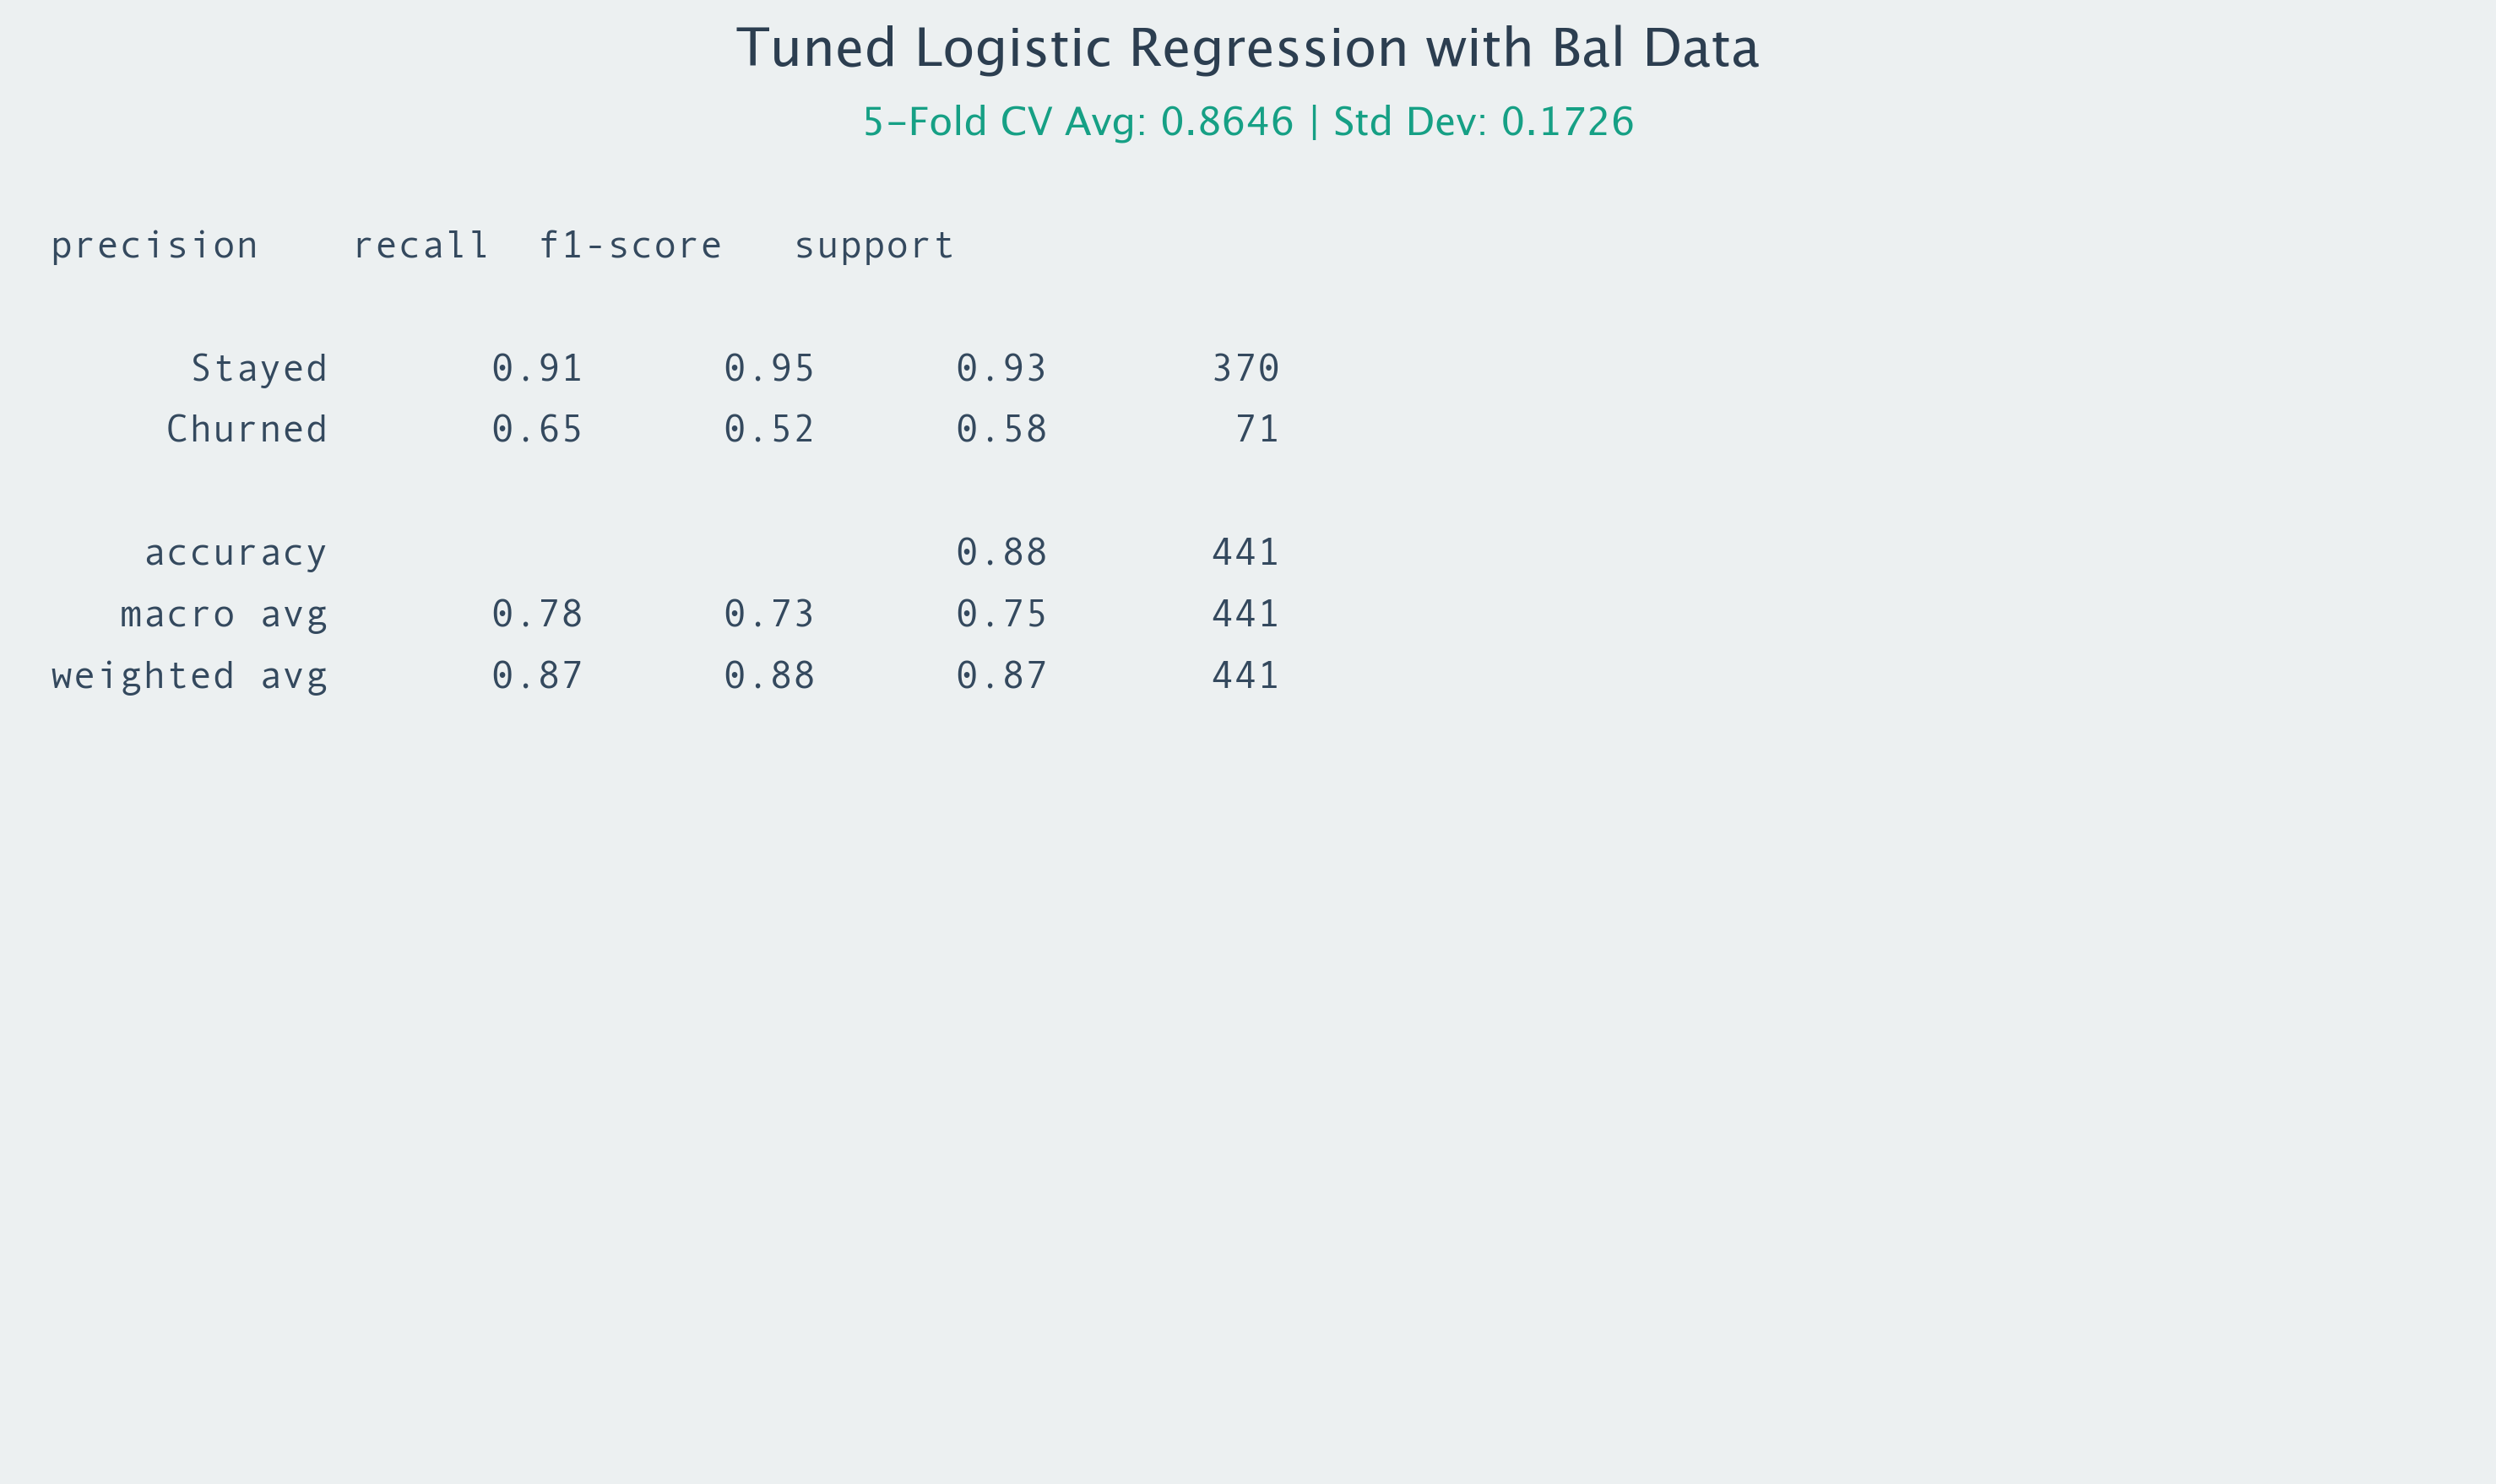 Tuned Logistic Regression with Bal Data
5-Fold CV Avg: 0.8646 | Std Dev: 0.1726
precision    recall  f1-score   support
Stayed       0.91      0.95      0.93       370
Churned       0.65      0.52      0.58        71
accuracy                           0.88       441
macro avg       0.78      0.73      0.75       441
weighted avg       0.87      0.88      0.87       441